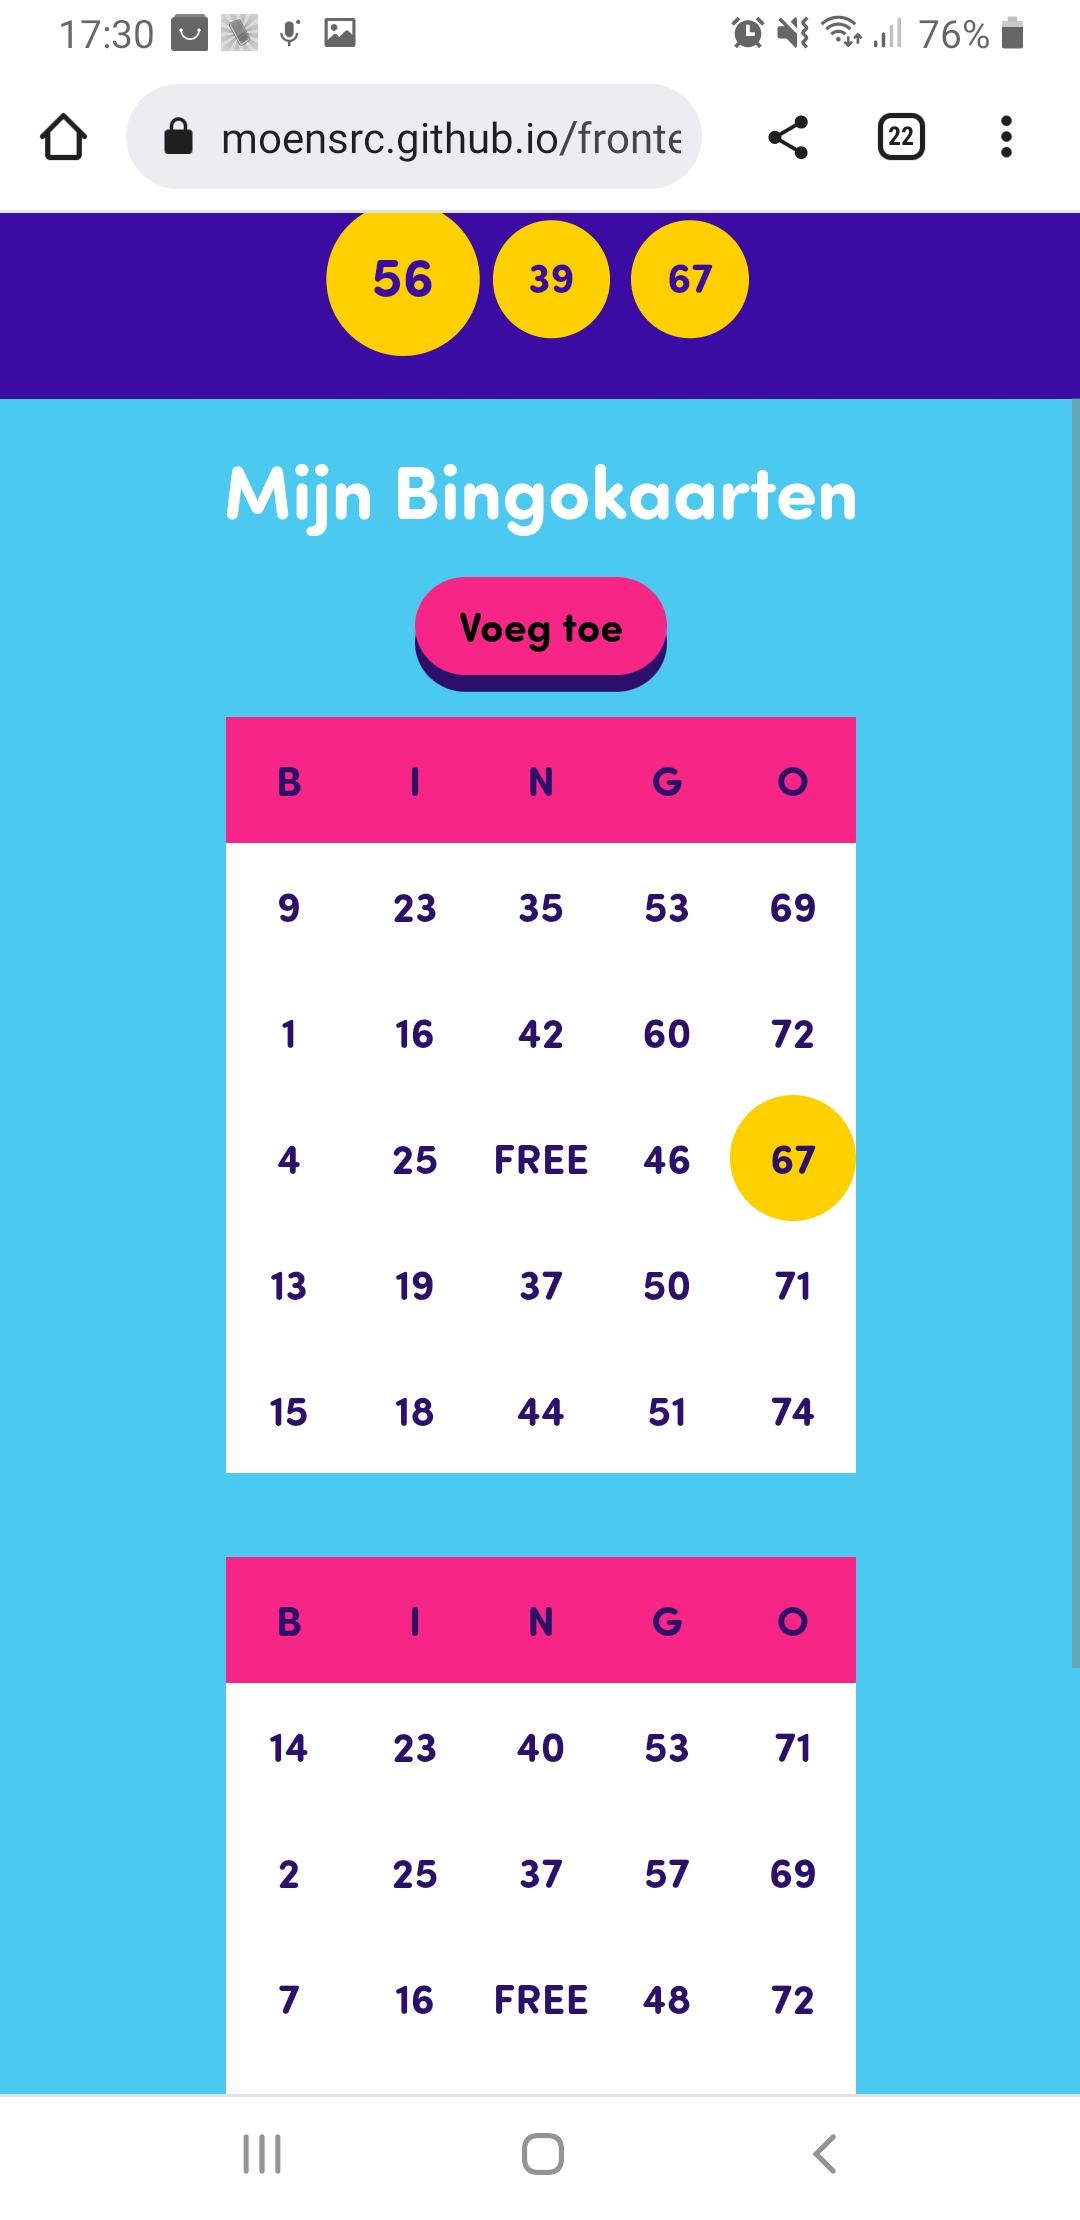 17:30 76%
moensrc.github.io/fronte
22
56 39 67
Mijn Bingokaarten
Voeg toe
B I N G O
9 23 35 53 69
1 16 42 60 72
4 25 FREE 46 67
13 19 37 50 71
15 18 44 51 74
B I N G O
14 23 40 53 71
2 25 37 57 69
7 16 FREE 48 72